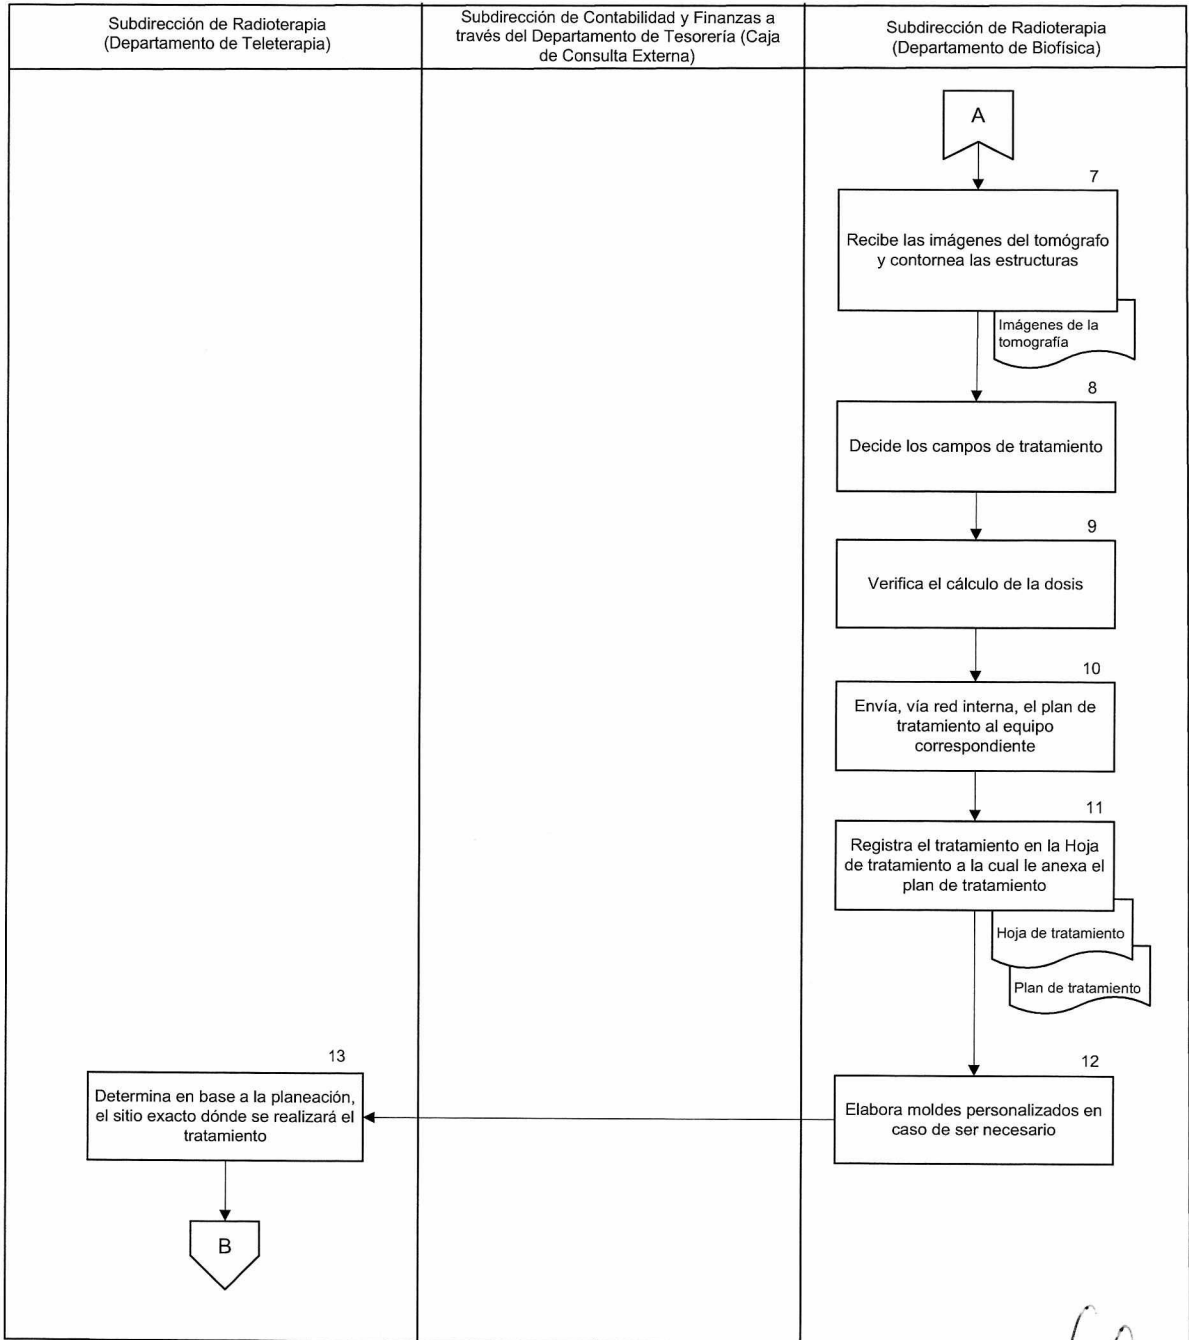 Subdirección de Radioterapia
(Departamento de Teleterapia)
Subdirección de Contabilidad y Finanzas a
través del Departamento de Tesorería (Caja
de Consulta Externa)
Subdirección de Radioterapia
(Departamento de Biofísica)
A
7
Recibe las imágenes del tomógrafo
y contornea las estructuras
Imágenes de la
tomografía
8
Decide los campos de tratamiento
9
Verifica el cálculo de la dosis
10
Envía, vía red interna, el plan de
tratamiento al equipo
correspondiente
11
Registra el tratamiento en la Hoja
de tratamiento a la cual le anexa el
plan de tratamiento
Hoja de tratamiento
Plan de tratamiento
12
Elabora moldes personalizados en
caso de ser necesario
13
Determina en base a la planeación,
el sitio exacto dónde se realizará el
tratamiento
B